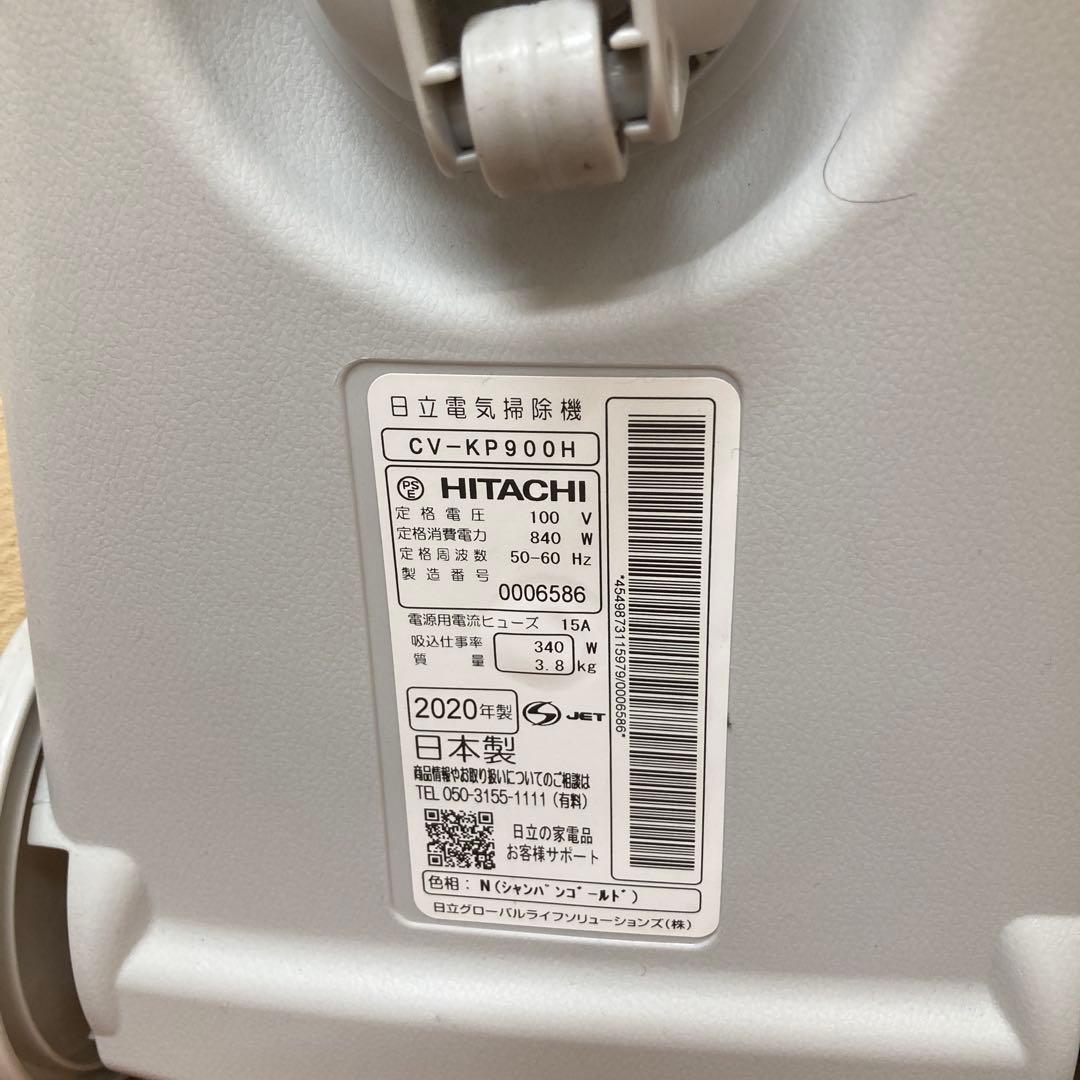 日立電気掃除機
CV-KP900H
PSE HITACHI
定格電圧 100 V
定格消費電力 840 W
定格周波数 50-60 Hz
製造番号 0006586
電源用電流ヒューズ 15A
吸込仕事率 340 W
質量 3.8 kg
2020年製 S JET
日本製
商品情報やお取り扱いについてのご相談は
TEL 050-3155-1111 (有料)
日立の家電品
お客様サポート
色相: N(シャンパンゴールド)
日立グローバルライフソリューションズ(株)
*4549873115979/0006586*